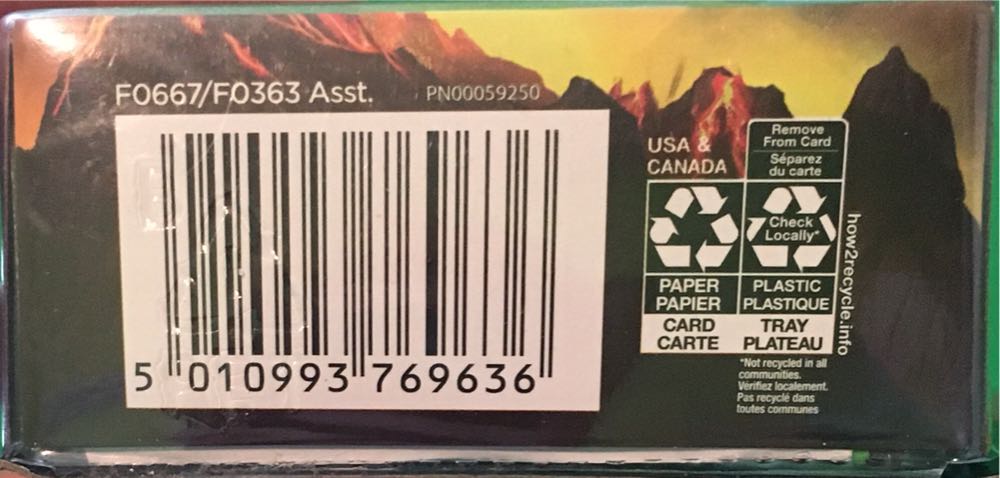 F0667/F0363 Asst.
PN00059250
5 010993 769636
USA &
CANADA
Remove
From Card
Séparez
du carte
Check
Locally*
PAPER
PAPIER
PLASTIC
PLASTIQUE
CARD
CARTE
TRAY
PLATEAU
how2recycle.info
*Not recycled in all
communities.
Vérifiez localement.
Pas recyclé dans
toutes communes